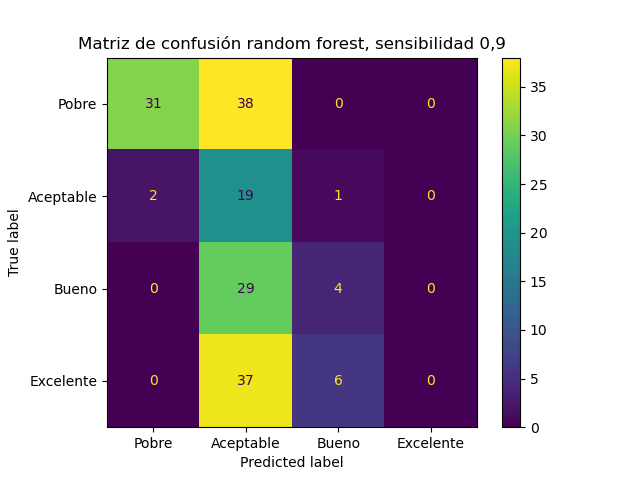 Matriz de confusión random forest, sensibilidad 0,9
True label
Pobre
31 38 0 0
Aceptable
2 19 1 0
Bueno
0 29 4 0
Excelente
0 37 6 0
Pobre Aceptable Bueno Excelente
Predicted label
35
30
25
20
15
10
5
0